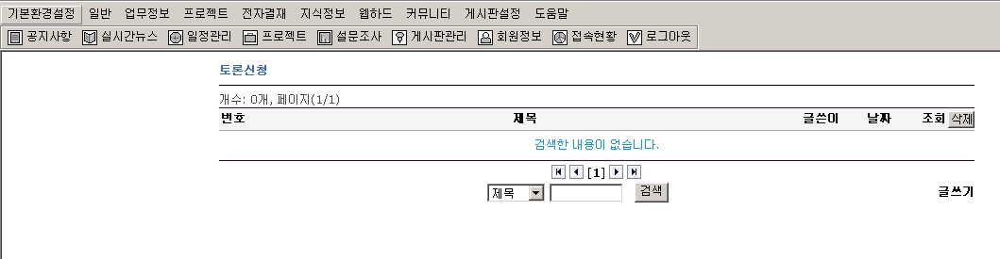 기본환경설정 일반 업무정보 프로젝트 전자결재 지식정보 웹하드 커뮤니티 게시판설정 도움말
공지사항 실시간뉴스 일정관리 프로젝트 설문조사 게시판관리 회원정보 접속현황 로그아웃
토론신청
개수: 0개, 페이지(1/1)
번호 제목 글쓴이 날짜 조회 삭제
검색한 내용이 없습니다.
[1]
제목 검색 글쓰기